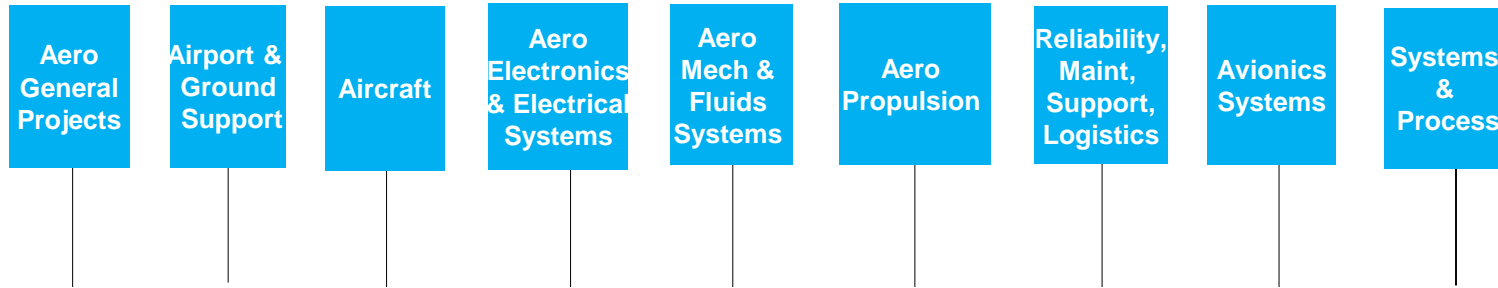 Aero
General
Projects
Airport &
Ground
Support
Aircraft
Aero
Electronics
& Electrical
Systems
Aero
Mech &
Fluids
Systems
Aero
Propulsion
Reliability,
Maint,
Support,
Logistics
Avionics
Systems
Systems
&
Process